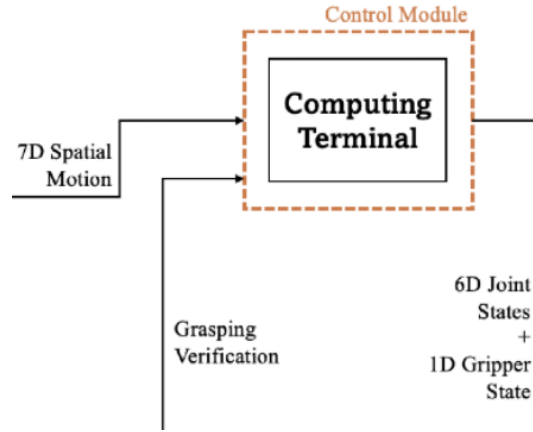 Control Module
Computing
Terminal
7D Spatial
Motion
Grasping
Verification
6D Joint
States
+
1D Gripper
State